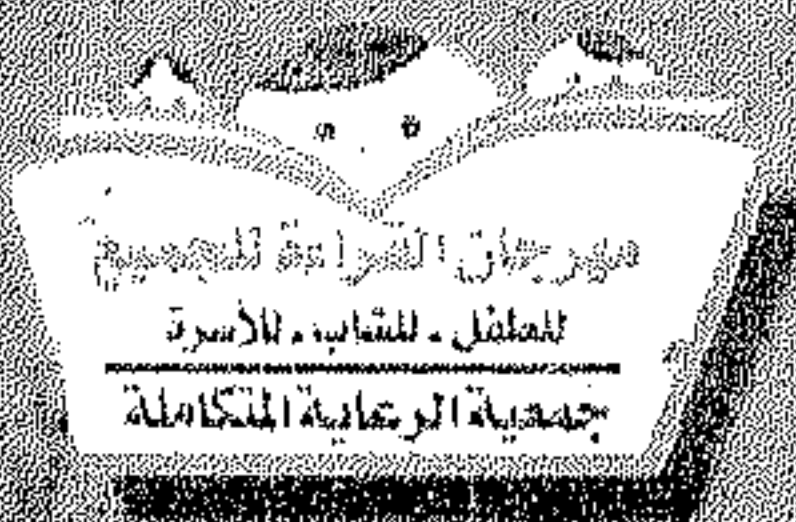 مهرجان القراءة للجميع
للطفل . للشباب . للأسرة
جمعية الرعاية المتكاملة